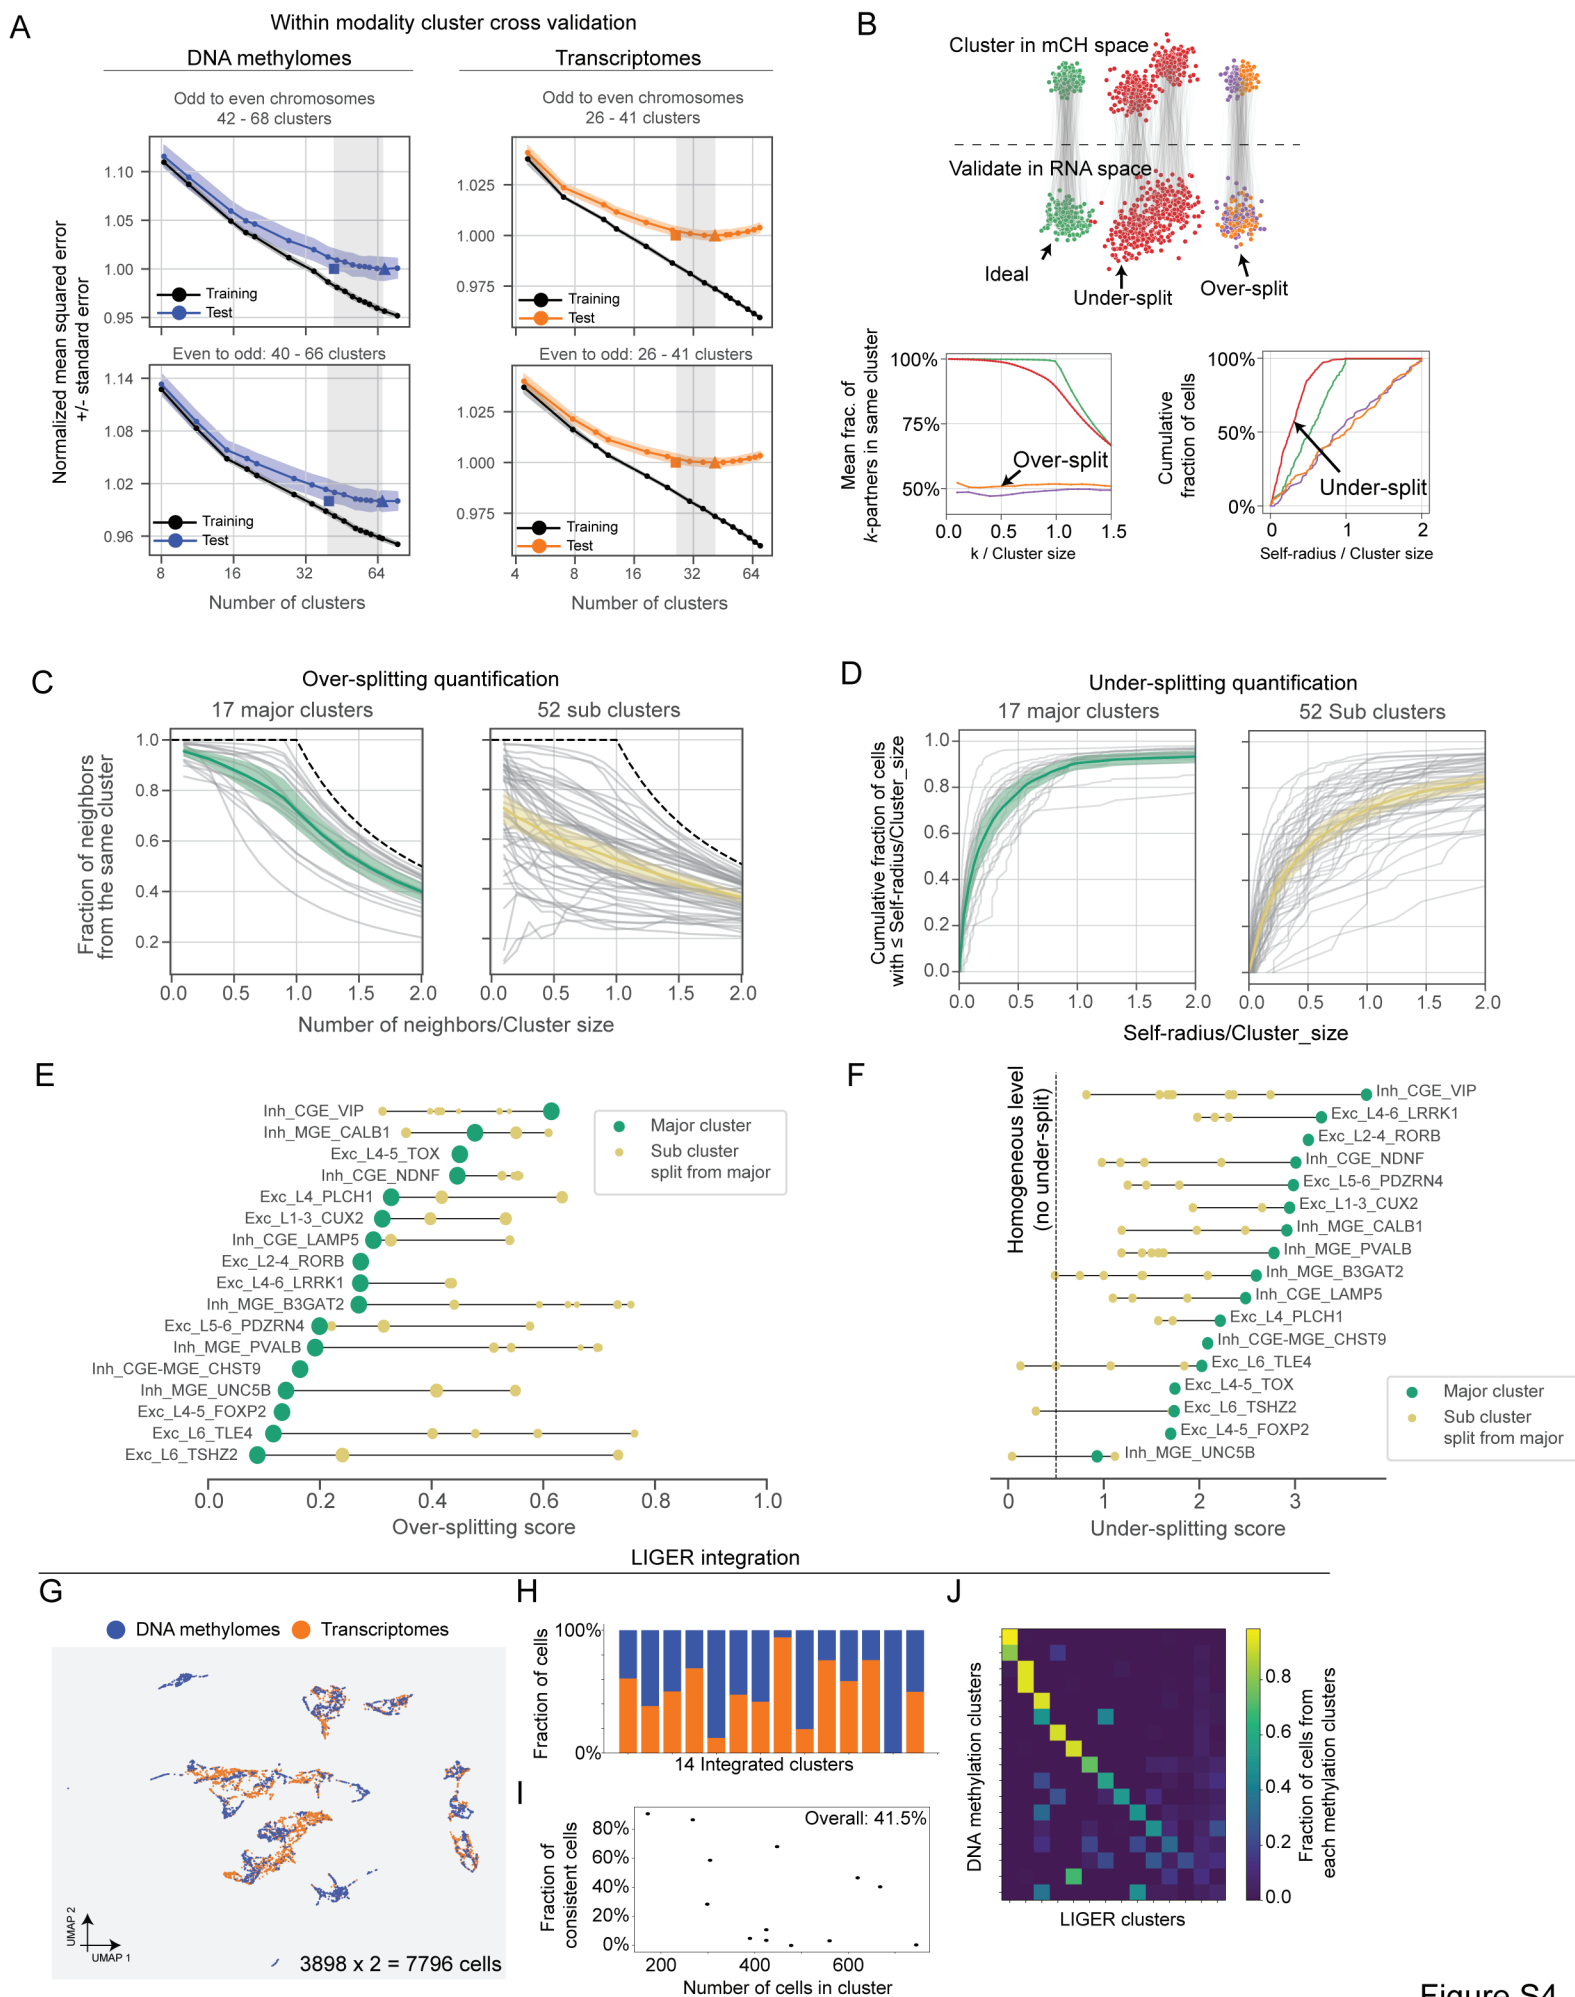 A
Within modality cluster cross validation
DNA methylomes
Transcriptomes
Odd to even chromosomes
42 - 68 clusters
Odd to even chromosomes
26 - 41 clusters
1.10
1.05
1.00
0.95
Training
Test
1.025
1.000
0.975
Training
Test
Normalized mean squared error
+/- standard error
Even to odd: 40 - 66 clusters
Even to odd: 26 - 41 clusters
1.14
1.08
1.02
0.96
Training
Test
1.025
1.000
0.975
Training
Test
8
16
32
64
4
8
16
32
64
Number of clusters
Number of clusters
B
Cluster in mCH space
Validate in RNA space
Ideal
Under-split
Over-split
Mean frac. of
k-partners in same cluster
100%
75%
50%
Over-split
0.0
0.5
1.0
1.5
k / Cluster size
Cumulative
fraction of cells
100%
50%
0%
Under-split
0
1
2
Self-radius / Cluster size
C
Over-splitting quantification
17 major clusters
52 sub clusters
Fraction of neighbors
from the same cluster
1.0
0.8
0.6
0.4
0.2
0.0
0.5
1.0
1.5
2.0
0.0
0.5
1.0
1.5
2.0
Number of neighbors/Cluster size
D
Under-splitting quantification
17 major clusters
52 Sub clusters
Cumulative fraction of cells
with ≤ Self-radius/Cluster_size
1.0
0.8
0.6
0.4
0.2
0.0
0.0
0.5
1.0
1.5
2.0
0.0
0.5
1.0
1.5
2.0
Self-radius/Cluster_size
E
Inh_CGE_VIP
Inh_MGE_CALB1
Exc_L4-5_TOX
Inh_CGE_NDNF
Exc_L4_PLCH1
Exc_L1-3_CUX2
Inh_CGE_LAMP5
Exc_L2-4_RORB
Exc_L4-6_LRRK1
Inh_MGE_B3GAT2
Exc_L5-6_PDZRN4
Inh_MGE_PVALB
Inh_CGE-MGE_CHST9
Inh_MGE_UNC5B
Exc_L4-5_FOXP2
Exc_L6_TLE4
Exc_L6_TSHZ2
Major cluster
Sub cluster
split from major
0.0
0.2
0.4
0.6
0.8
1.0
Over-splitting score
F
Homogeneous level
(no under-split)
Inh_CGE_VIP
Exc_L4-6_LRRK1
Exc_L2-4_RORB
Inh_CGE_NDNF
Exc_L5-6_PDZRN4
Exc_L1-3_CUX2
Inh_MGE_CALB1
Inh_MGE_PVALB
Inh_MGE_B3GAT2
Inh_CGE_LAMP5
Exc_L4_PLCH1
Inh_CGE-MGE_CHST9
Exc_L6_TLE4
Exc_L4-5_TOX
Exc_L6_TSHZ2
Exc_L4-5_FOXP2
Inh_MGE_UNC5B
Major cluster
Sub cluster
split from major
0
1
2
3
Under-splitting score
LIGER integration
G
DNA methylomes
Transcriptomes
UMAP 2
UMAP 1
3898 x 2 = 7796 cells
H
Fraction of cells
100%
0%
14 Integrated clusters
I
Overall: 41.5%
Fraction of
consistent cells
80%
60%
40%
20%
0%
200
400
600
Number of cells in cluster
J
DNA methylation clusters
LIGER clusters
0.8
0.6
0.4
0.2
0.0
Fraction of cells from
each methylation clusters
Figure S4